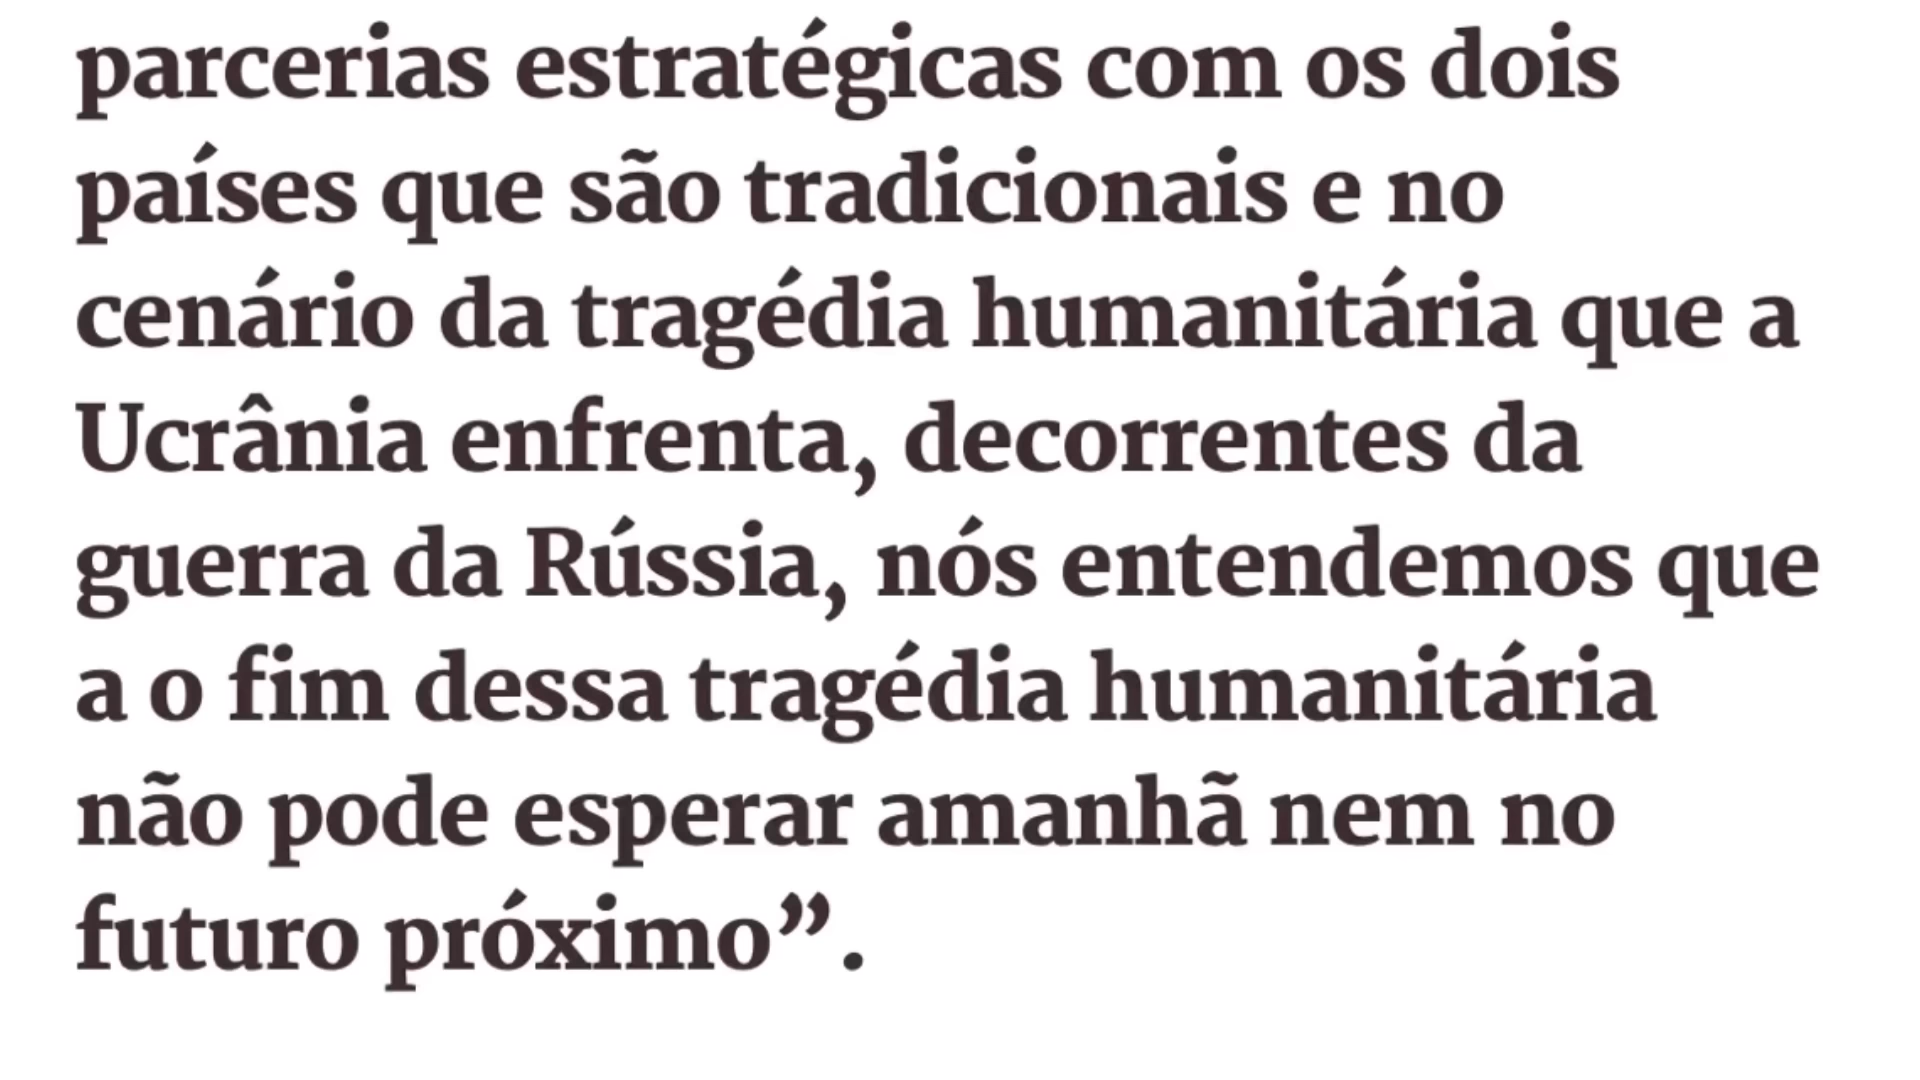 parcerias estratégicas com os dois
países que são tradicionais e no
cenário da tragédia humanitária que a
Ucrânia enfrenta, decorrentes da
guerra da Rússia, nós entendemos que
a o fim dessa tragédia humanitária
não pode esperar amanhã nem no
futuro próximo”.